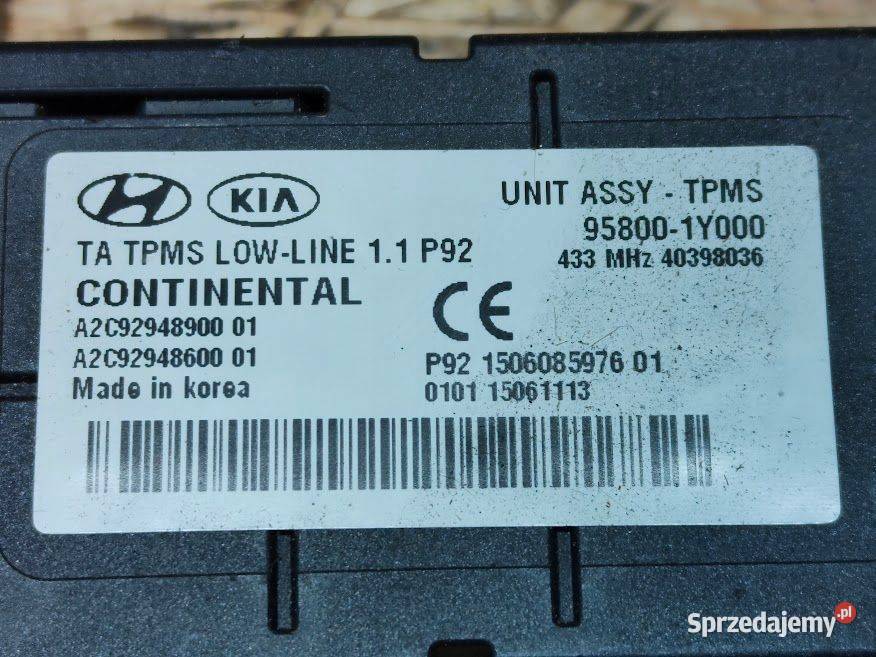 KIA
UNIT ASSY - TPMS
95800-1Y000
433 MHz 40398036
TA TPMS LOW-LINE 1.1 P92
CONTINENTAL
A2C92948900 01
A2C92948600 01
Made in korea
CE
P92 1506085976 01
0101 15061113
Sprzedajemy.pl